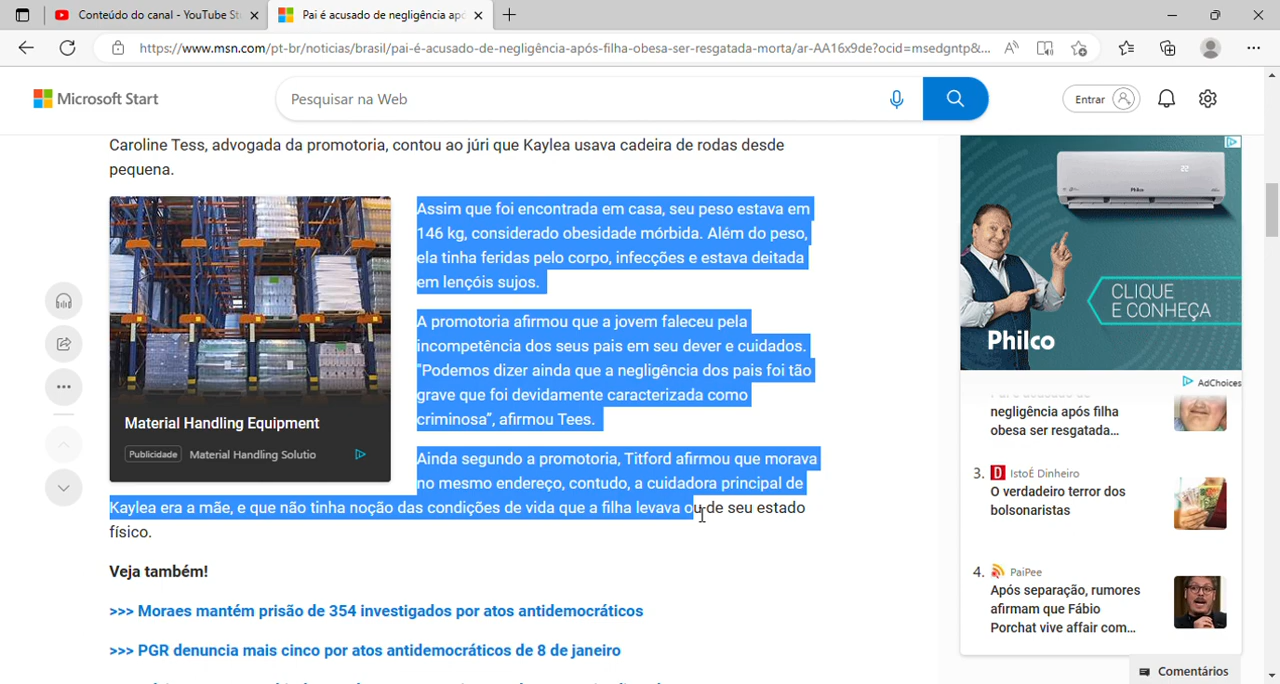 Conteúdo do canal - YouTube St
Pai é acusado de negligência apó
https://www.msn.com/pt-br/noticias/brasil/pai-é-acusado-de-negligência-após-filha-obesa-ser-resgatada-morta/ar-AA16x9de?ocid=msedgntp&...
Microsoft Start
Pesquisar na Web
Entrar
Caroline Tess, advogada da promotoria, contou ao júri que Kaylea usava cadeira de rodas desde
pequena.
Assim que foi encontrada em casa, seu peso estava em
146 kg, considerado obesidade mórbida. Além do peso,
ela tinha feridas pelo corpo, infecções e estava deitada
em lençóis sujos.
A promotoria afirmou que a jovem faleceu pela
incompetência dos seus pais em seu dever e cuidados.
"Podemos dizer ainda que a negligência dos pais foi tão
grave que foi devidamente caracterizada como
criminosa”, afirmou Tees.
Ainda segundo a promotoria, Titford afirmou que morava
no mesmo endereço, contudo, a cuidadora principal de
Kaylea era a mãe, e que não tinha noção das condições de vida que a filha levava ou de seu estado
físico.
Material Handling Equipment
Publicidade Material Handling Solutio
Veja também!
>>> Moraes mantém prisão de 354 investigados por atos antidemocráticos
>>> PGR denuncia mais cinco por atos antidemocráticos de 8 de janeiro
22
Philco
CLIQUE
E CONHEÇA
Philco
AdChoices
negligência após filha
obesa ser resgatada...
3. D IstoÉ Dinheiro
O verdadeiro terror dos
bolsonaristas
4. PaiPee
Após separação, rumores
afirmam que Fábio
Porchat vive affair com...
Comentários